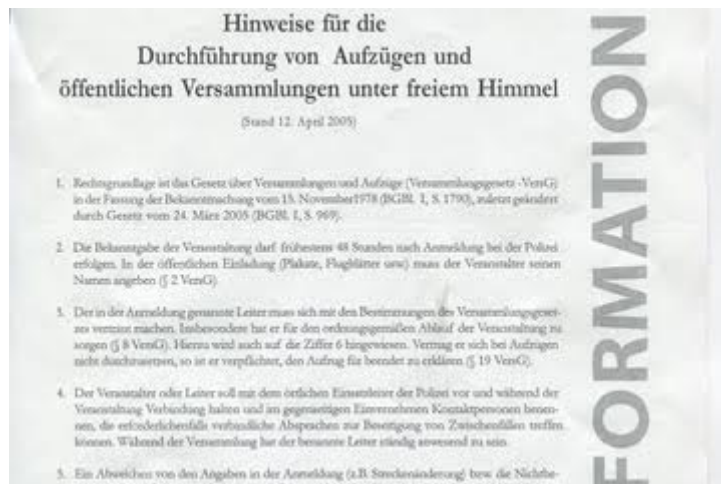 Hinweise für die
Durchführung von Aufzügen und
öffentlichen Versammlungen unter freiem Himmel
(Stand 12. April 2005)
1. Rechtsgrundlage ist das Gesetz über Versammlungen und Aufzüge (Versammlungsgesetz -VersG)
in der Fassung der Bekanntmachung vom 15. November1978 (BGBl. I, S. 1790), zuletzt geändert
durch Gesetz vom 24. März 2005 (BGBl. I, S. 969).
2. Die Bekanntgabe der Veranstaltung darf frühestens 48 Stunden nach Anmeldung bei der Polizei
erfolgen. In der öffentlichen Einladung (Plakate, Flugblätter usw) muss der Veranstalter seinen
Namen angeben (§ 2 VersG)
3. Der in der Anmeldung genannte Leiter muss sich mit den Bestimmungen des Versammlungsgeset-
zes vertraut machen. Insbesondere hat er für den ordnungsgemäßen Ablauf der Veranstaltung zu
sorgen (§ 8 VersG). Hierzu wird auch auf die Ziffer 6 hingewiesen. Vermag er sich bei Aufzügen
nicht durchzusetzen, so ist er verpflichtet, den Aufzug für beendet zu erklären (§ 19 VersG).
4. Der Veranstalter oder Leiter soll mit dem örtlichen Einsatzleiter der Polizei vor und während der
Veranstaltung Verbindung halten und im gegenseitigen Einvernehmen Kontaktpersonen benen-
nen, die erforderlichenfalls verbindliche Absprachen zur Beseitigung von Zwischenfällen treffen
können. Während der Versammlung hat der benannte Leiter ständig anwesend zu sein.
5. Ein Abweichen von den Angaben in der Anmeldung (z.B. Streckenänderung) bzw. die Nichtbe-
FORMATION